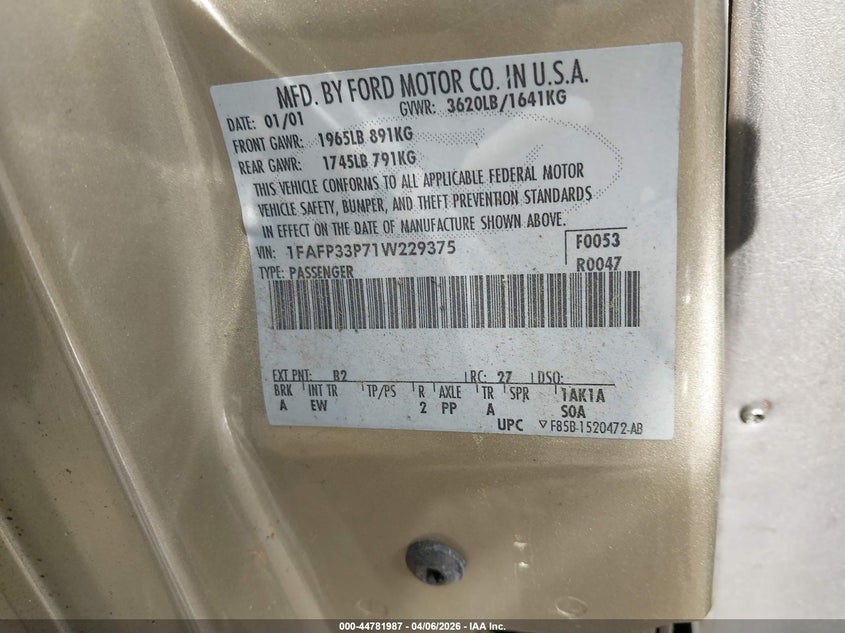 MFD. BY FORD MOTOR CO. IN U.S.A.
DATE: 01/01 GVWR: 3620LB/1641KG
FRONT GAWR: 1965LB 891KG
REAR GAWR: 1745LB 791KG
THIS VEHICLE CONFORMS TO ALL APPLICABLE FEDERAL MOTOR
VEHICLE SAFETY, BUMPER, AND THEFT PREVENTION STANDARDS
IN EFFECT ON THE DATE OF MANUFACTURE SHOWN ABOVE.
VIN: 1FAFP33P71W229375 F0053
TYPE: PASSENGER R0047
EXT PNT: B2 RC: 27 DSO:
BRK INT TR TP/PS R AXLE TR SPR 1AK1A
A EW 2 PP A SOA
UPC ▽ F85B-1520472-AB
000-44781987 - 04/06/2026 - IAA Inc.